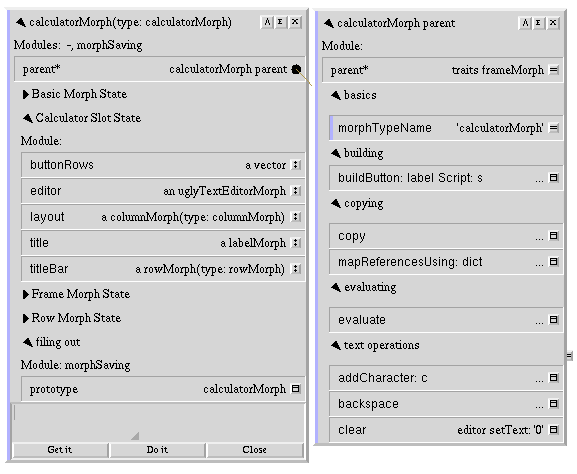 calculatorMorph(type: calculatorMorph)
A E X
Modules: -, morphSaving
parent* calculatorMorph parent
Basic Morph State
Calculator Slot State
Module:
buttonRows a vector :
editor an uglyTextEditorMorph :
layout a columnMorph(type: columnMorph) :
title a labelMorph :
titleBar a rowMorph(type: rowMorph) :
Frame Morph State
Row Morph State
filing out
Module: morphSaving
prototype calculatorMorph
Get it Do it Close
calculatorMorph parent
A E X
Module:
parent* traits frameMorph =
basics
morphTypeName 'calculatorMorph' =
building
buildButton: label Script: s ...
copying
copy ...
mapReferencesUsing: dict ...
evaluating
evaluate ...
text operations
addCharacter: c ...
backspace ...
clear editor setText: '0'